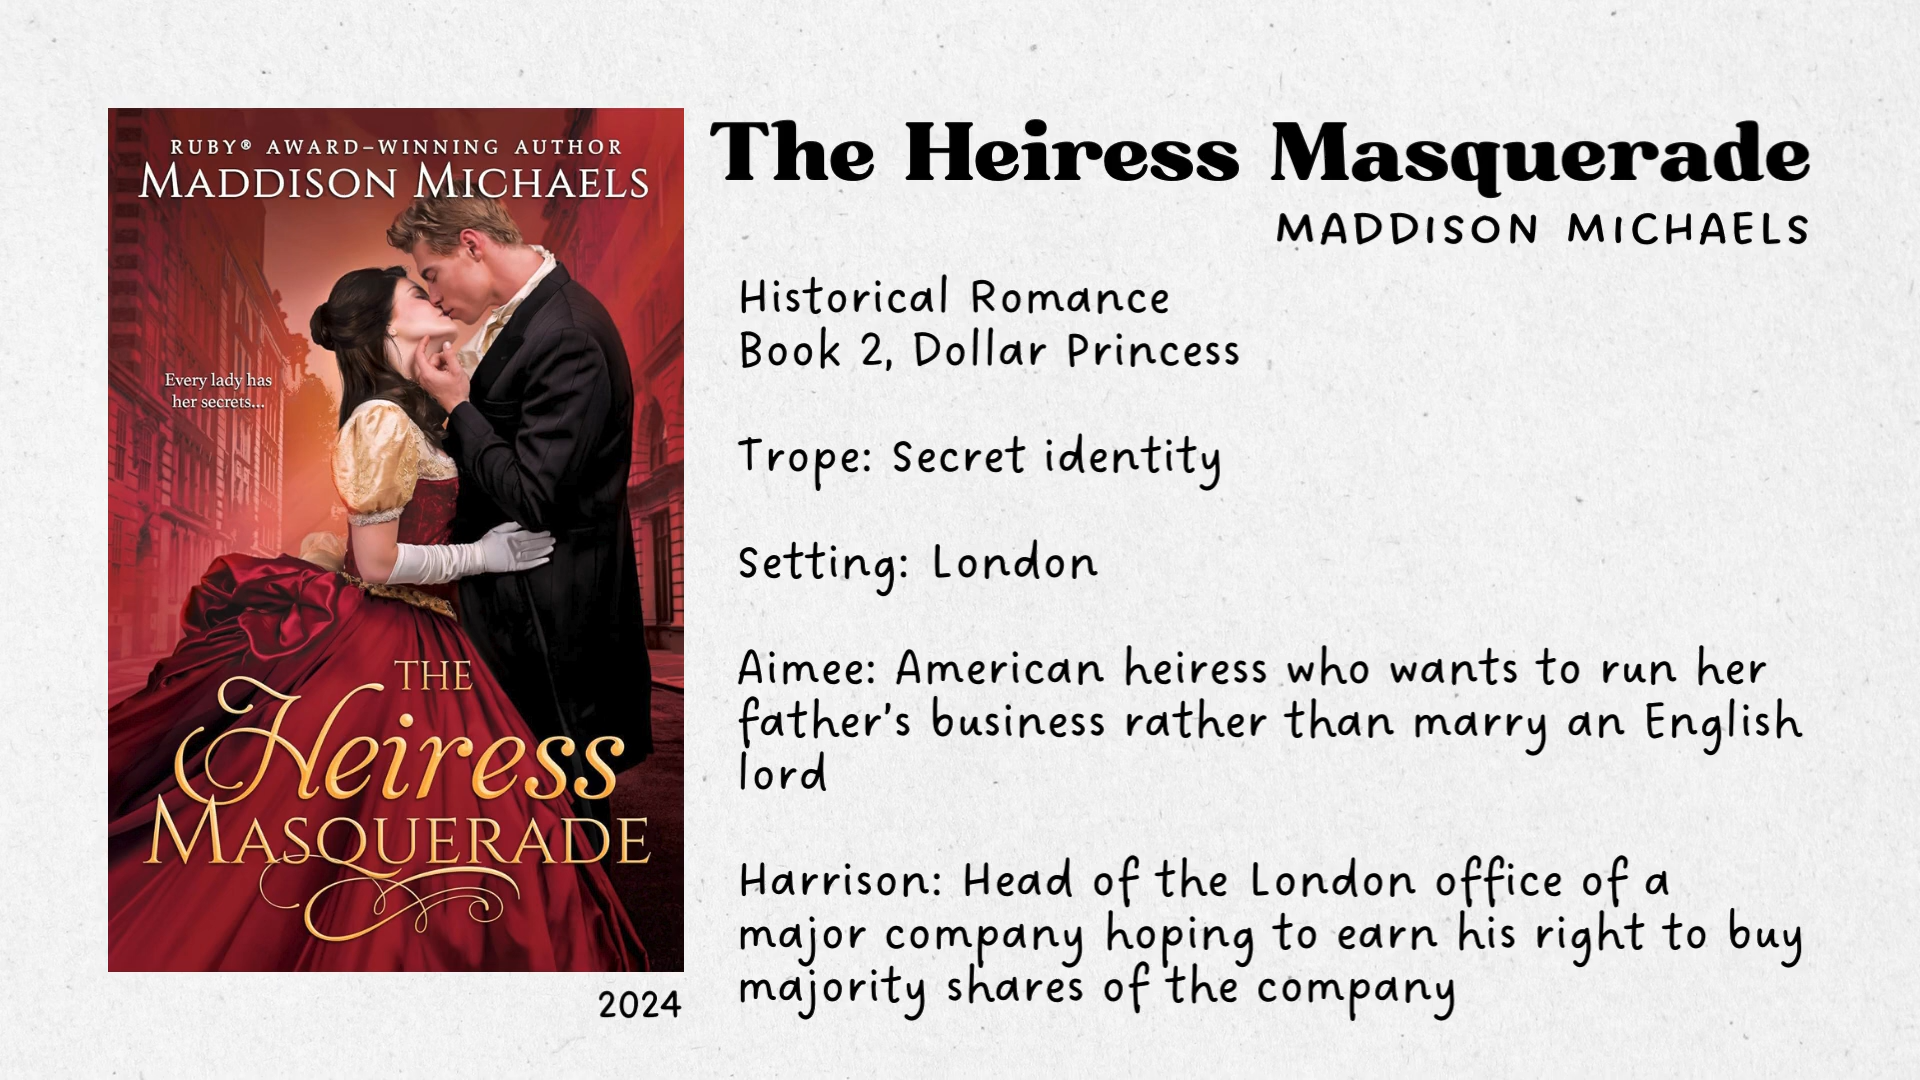 RUBY® AWARD-WINNING AUTHOR
MADDISON MICHAELS
Every lady has
her secrets...
THE
Heiress
MASQUERADE
2024
The Heiress Masquerade
MADDISON MICHAELS
Historical Romance
Book 2, Dollar Princess
Trope: Secret identity
Setting: London
Aimee: American heiress who wants to run her
father's business rather than marry an English
lord
Harrison: Head of the London office of a
major company hoping to earn his right to buy
majority shares of the company